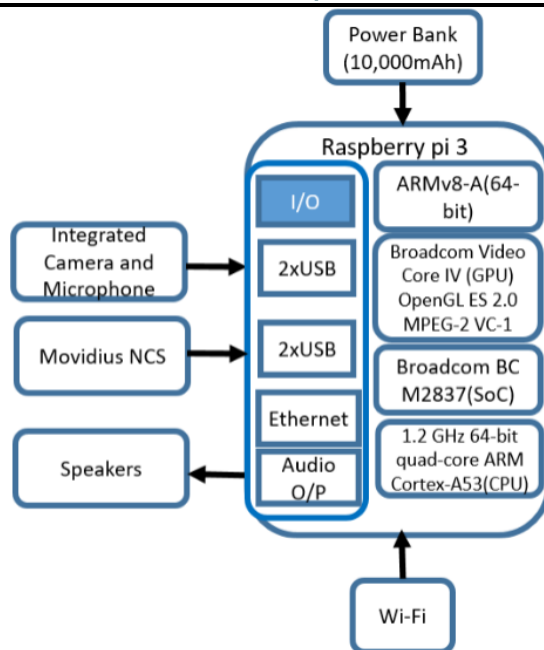 Power Bank
(10,000mAh)
Raspberry pi 3
I/O
2xUSB
2xUSB
Ethernet
Audio
O/P
ARMv8-A(64-
bit)
Broadcom Video
Core IV (GPU)
OpenGL ES 2.0
MPEG-2 VC-1
Broadcom BC
M2837(SoC)
1.2 GHz 64-bit
quad-core ARM
Cortex-A53(CPU)
Integrated
Camera and
Microphone
Movidius NCS
Speakers
Wi-Fi